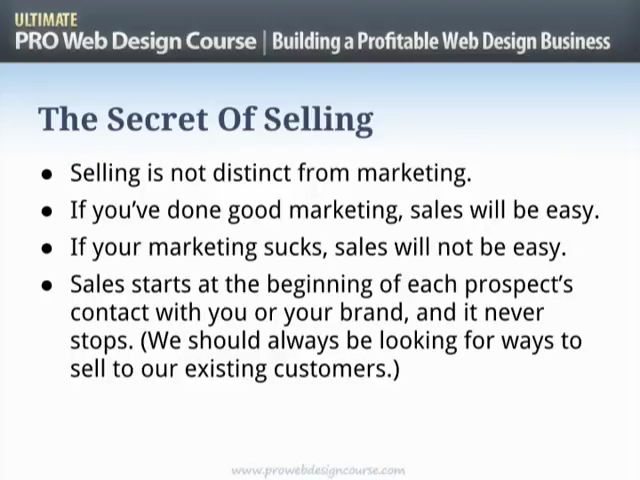 ULTIMATE
PRO Web Design Course | Building a Profitable Web Design Business
The Secret Of Selling
● Selling is not distinct from marketing.
● If you've done good marketing, sales will be easy.
● If your marketing sucks, sales will not be easy.
● Sales starts at the beginning of each prospect's
contact with you or your brand, and it never
stops. (We should always be looking for ways to
sell to our existing customers.)
www.prowebdesigncourse.com